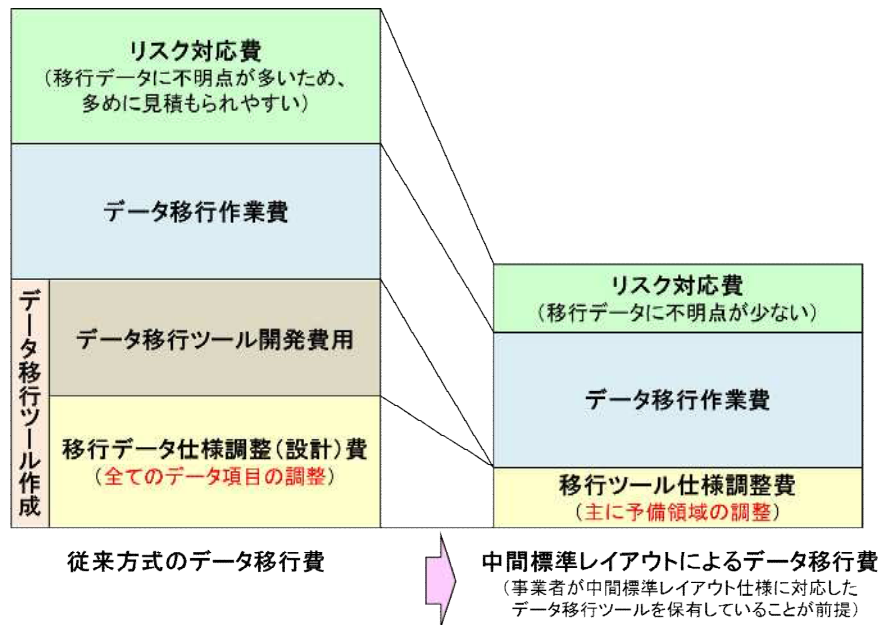 リスク対応費
（移行データに不明点が多いため、
多めに見積もられやすい）
データ移行作業費
データ移行ツール作成
データ移行ツール開発費用
移行データ仕様調整（設計）費
（全てのデータ項目の調整）
従来方式のデータ移行費
リスク対応費
（移行データに不明点が少ない）
データ移行作業費
移行ツール仕様調整費
（主に予備領域の調整）
中間標準レイアウトによるデータ移行費
（事業者が中間標準レイアウト仕様に対応した
データ移行ツールを保有していることが前提）